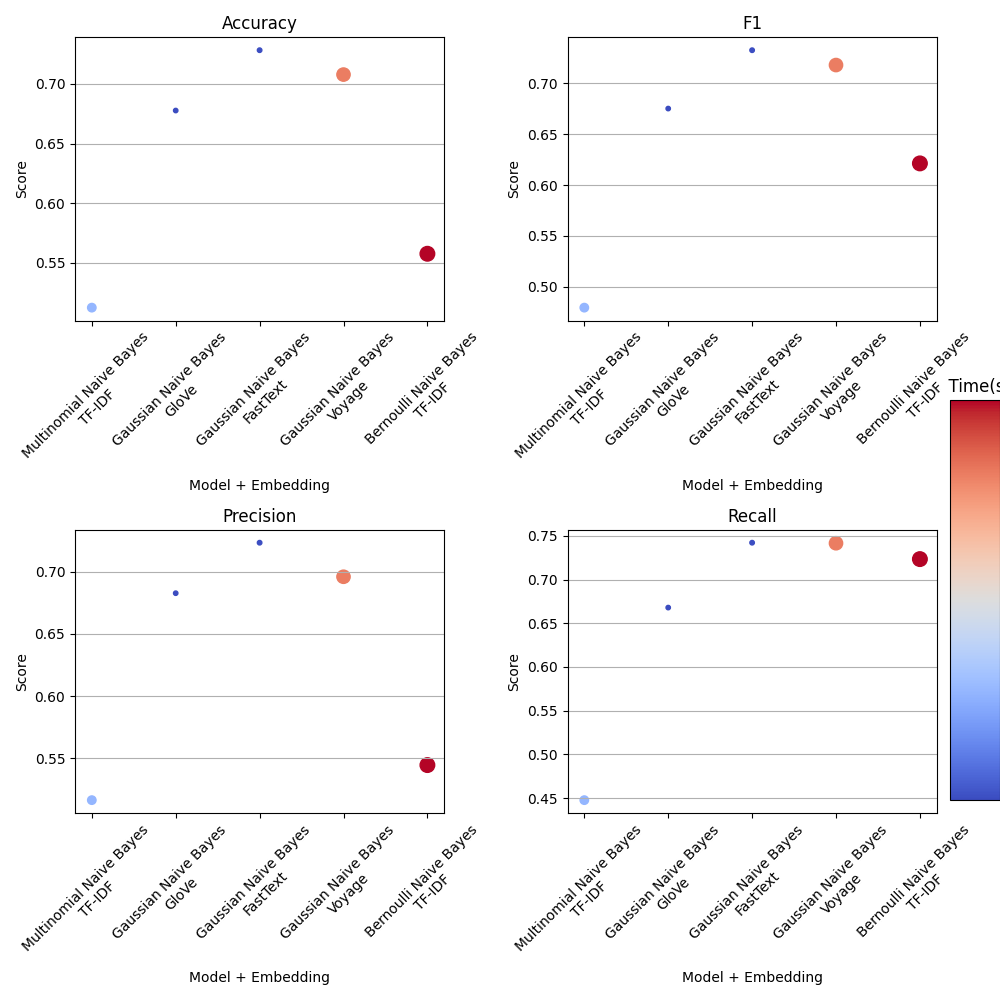 Accuracy
Score
0.70
0.65
0.60
0.55
Multinomial Naive Bayes
TF-IDF
Gaussian Naive Bayes
GloVe
Gaussian Naive Bayes
FastText
Gaussian Naive Bayes
Voyage
Bernoulli Naive Bayes
TF-IDF
Model + Embedding
F1
Score
0.70
0.65
0.60
0.55
0.50
Multinomial Naive Bayes
TF-IDF
Gaussian Naive Bayes
GloVe
Gaussian Naive Bayes
FastText
Gaussian Naive Bayes
Voyage
Bernoulli Naive Bayes
TF-IDF
Model + Embedding
Time(s
Precision
Score
0.70
0.65
0.60
0.55
Multinomial Naive Bayes
TF-IDF
Gaussian Naive Bayes
GloVe
Gaussian Naive Bayes
FastText
Gaussian Naive Bayes
Voyage
Bernoulli Naive Bayes
TF-IDF
Model + Embedding
Recall
Score
0.75
0.70
0.65
0.60
0.55
0.50
0.45
Multinomial Naive Bayes
TF-IDF
Gaussian Naive Bayes
GloVe
Gaussian Naive Bayes
FastText
Gaussian Naive Bayes
Voyage
Bernoulli Naive Bayes
TF-IDF
Model + Embedding